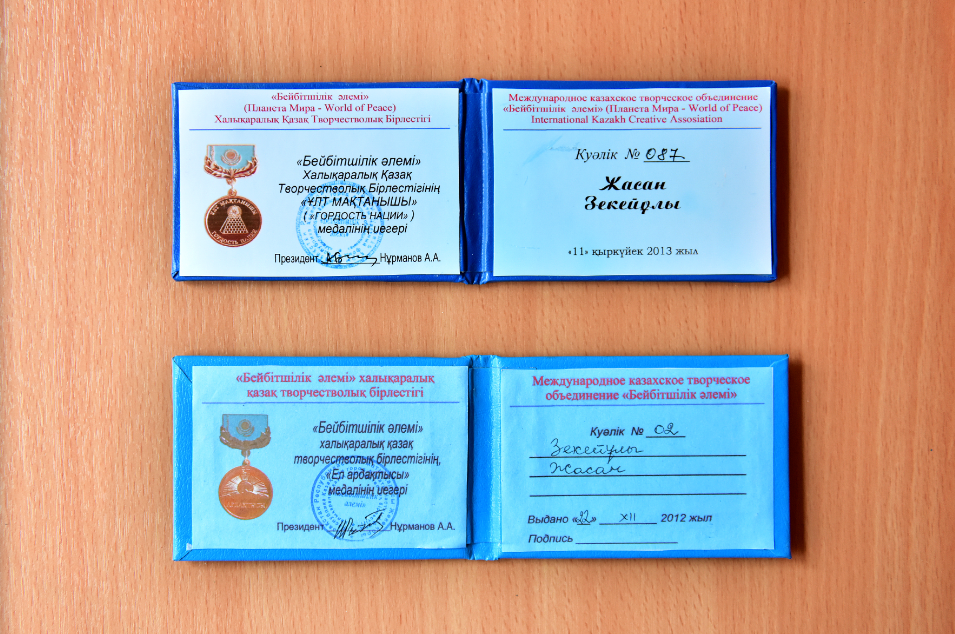 «Бейбітшілік әлемі»
(Планета Мира - World of Peace)
Халықаралық Қазақ Творчестволық Бірлестігі
«Бейбітшілік әлемі»
Халықаралық Қазақ
Творчестволық Бірлестігінің
«ҰЛТ МАҚТАНЫШЫ»
( »ГОРДОСТЬ НАЦИИ» )
медалінің иегері
Президент Нұрманов А.А.
ҰЛТ МАҚТАНЫШЫ
ГОРДОСТЬ НАЦИИ
Международное казахское творческое объединение
«Бейбітшілік әлемі» (Планета Мира - World of Peace)
International Kazakh Creative Assosiation
Куәлік № 087
Жасан
Зекейұлы
«11» қыркүйек 2013 жыл
«Бейбітшілік әлемі» халықаралық
қазақ творчестволық бірлестігі
«Бейбітшілік әлемі»
халықаралық қазақ
творчестволық бірлестігінің,
«Ел ардақтысы»
медалінің иегері
Президент Нұрманов А.А.
Международное казахское творческое
объединение «Бейбітшілік әлемі»
Куәлік № 02
Зекейұлы
Жасан
Выдано «22» XII 2012 жыл
Подпись